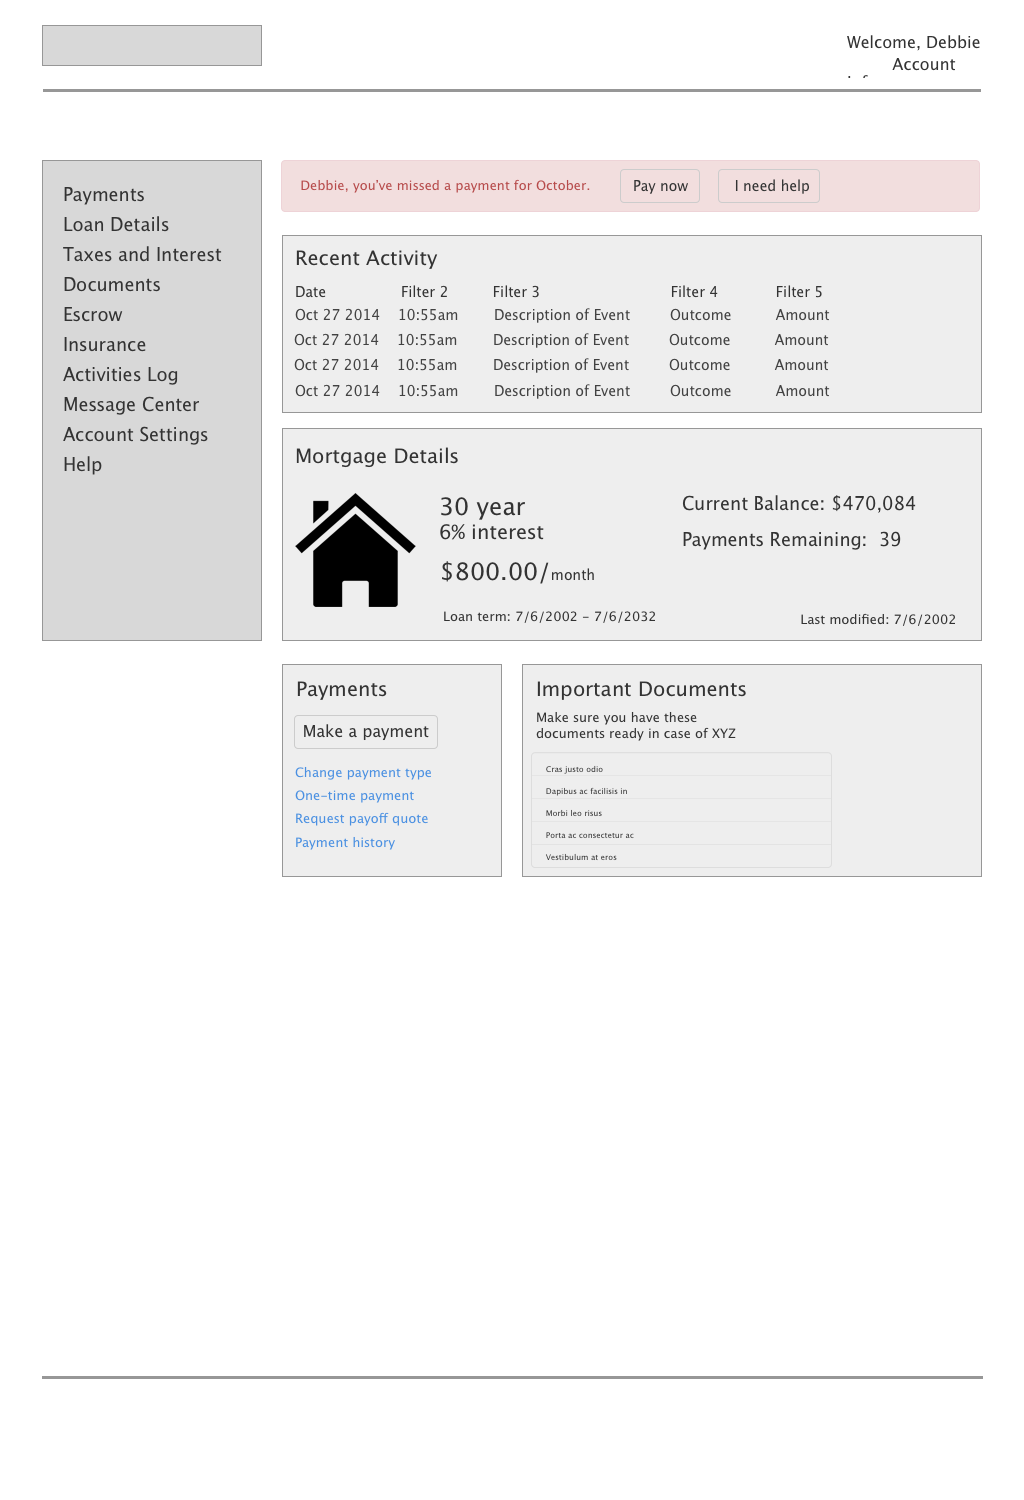 Welcome, Debbie
Account
Payments
Loan Details
Taxes and Interest
Documents
Escrow
Insurance
Activities Log
Message Center
Account Settings
Help
Debbie, you've missed a payment for October. Pay now I need help
Recent Activity
Date Filter 2 Filter 3 Filter 4 Filter 5
Oct 27 2014 10:55am Description of Event Outcome Amount
Oct 27 2014 10:55am Description of Event Outcome Amount
Oct 27 2014 10:55am Description of Event Outcome Amount
Oct 27 2014 10:55am Description of Event Outcome Amount
Mortgage Details
30 year
6% interest
$800.00/month
Loan term: 7/6/2002 - 7/6/2032
Current Balance: $470,084
Payments Remaining: 39
Last modified: 7/6/2002
Payments
Make a payment
Change payment type
One-time payment
Request payoff quote
Payment history
Important Documents
Make sure you have these
documents ready in case of XYZ
Cras justo odio
Dapibus ac facilisis in
Morbi leo risus
Porta ac consectetur ac
Vestibulum at eros